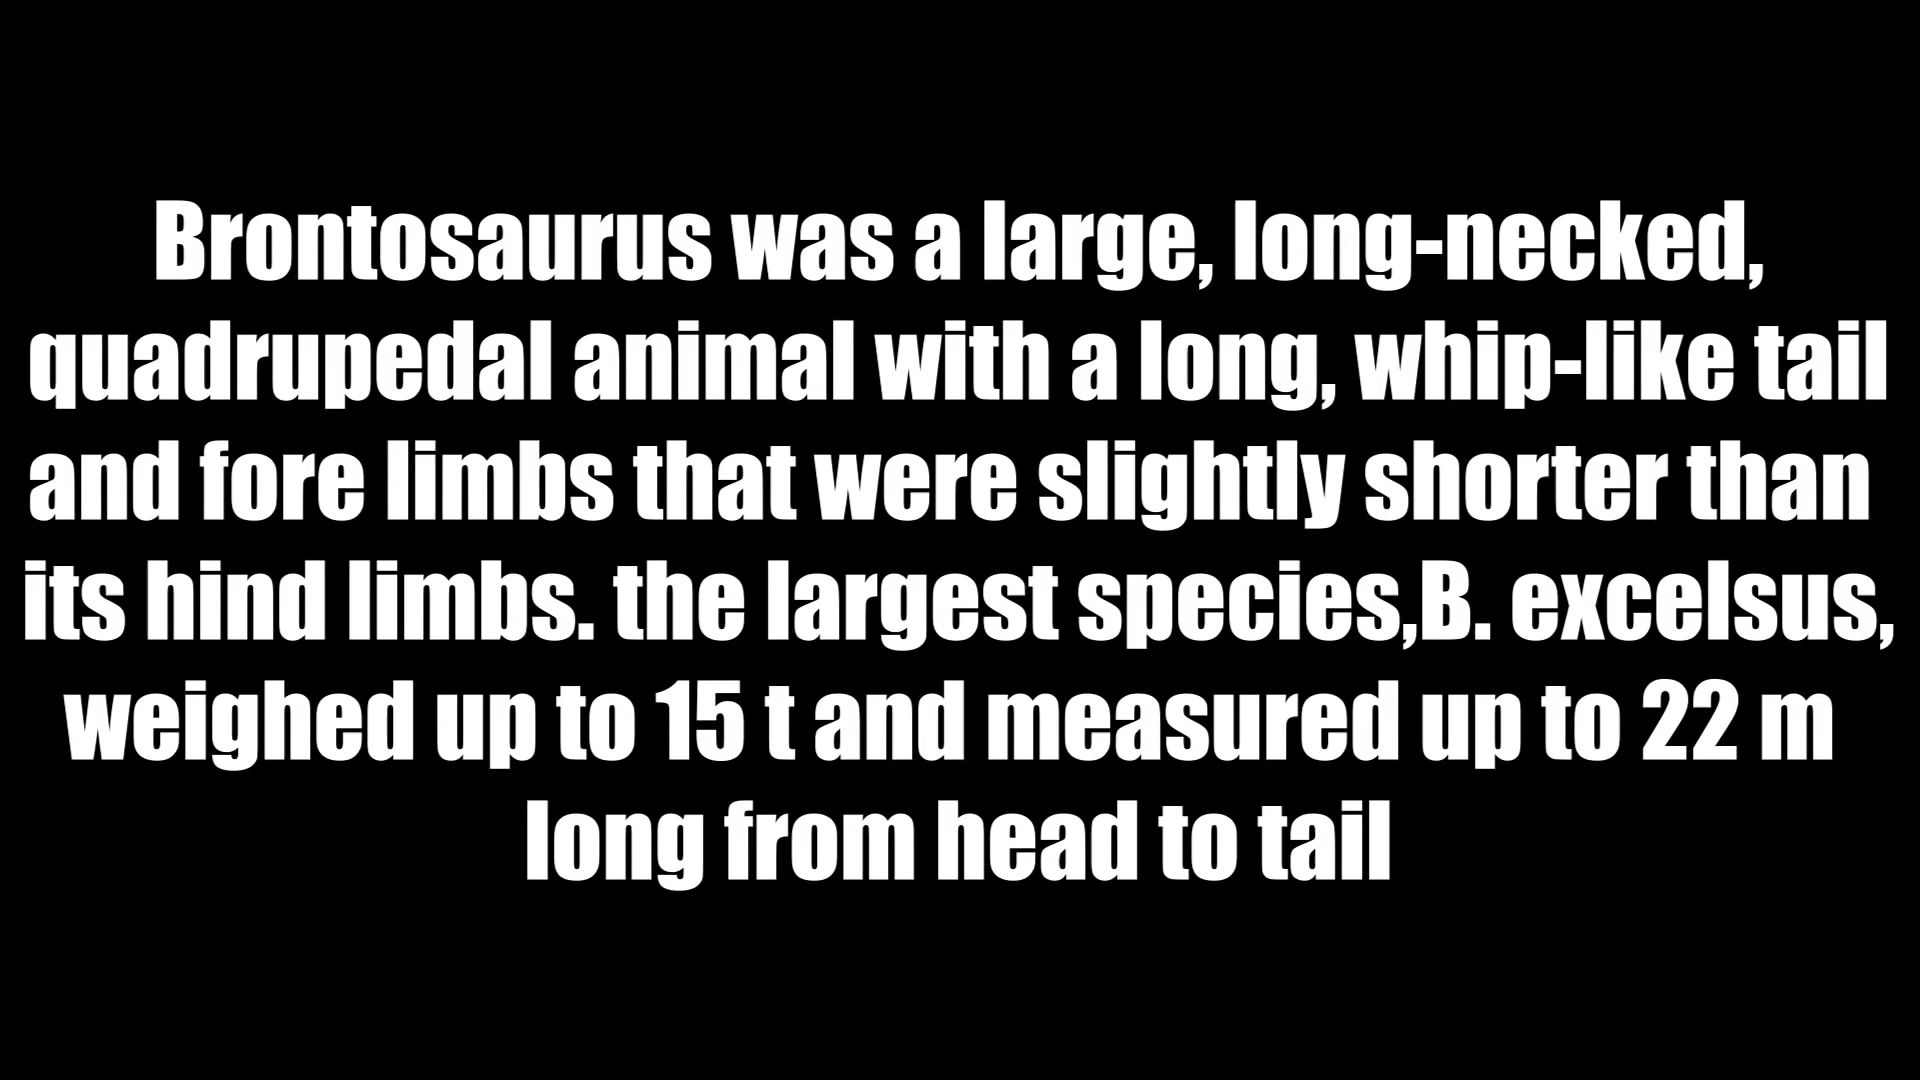 Brontosaurus was a large, long-necked,
quadrupedal animal with a long, whip-like tail
and fore limbs that were slightly shorter than
its hind limbs. the largest species,B. excelsus,
weighed up to 15 t and measured up to 22 m
long from head to tail